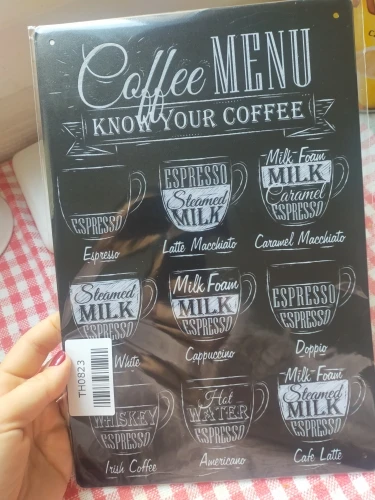 Coffee MENU
KNOW YOUR COFFEE
ESPRESSO
Espresso
ESPRESSO
Steamed
MILK
Latte Macchiato
Milk Foam
MILK
Caramel
ESPRESSO
Caramel Macchiato
Steamed
MILK
ESPRESSO
White
Milk Foam
MILK
ESPRESSO
Cappuccino
ESPRESSO
ESPRESSO
Doppio
TH0823
WHISKEY
ESPRESSO
Irish Coffee
Hot
WATER
ESPRESSO
Americano
Milk Foam
Steamed
MILK
ESPRESSO
Cafe Latte